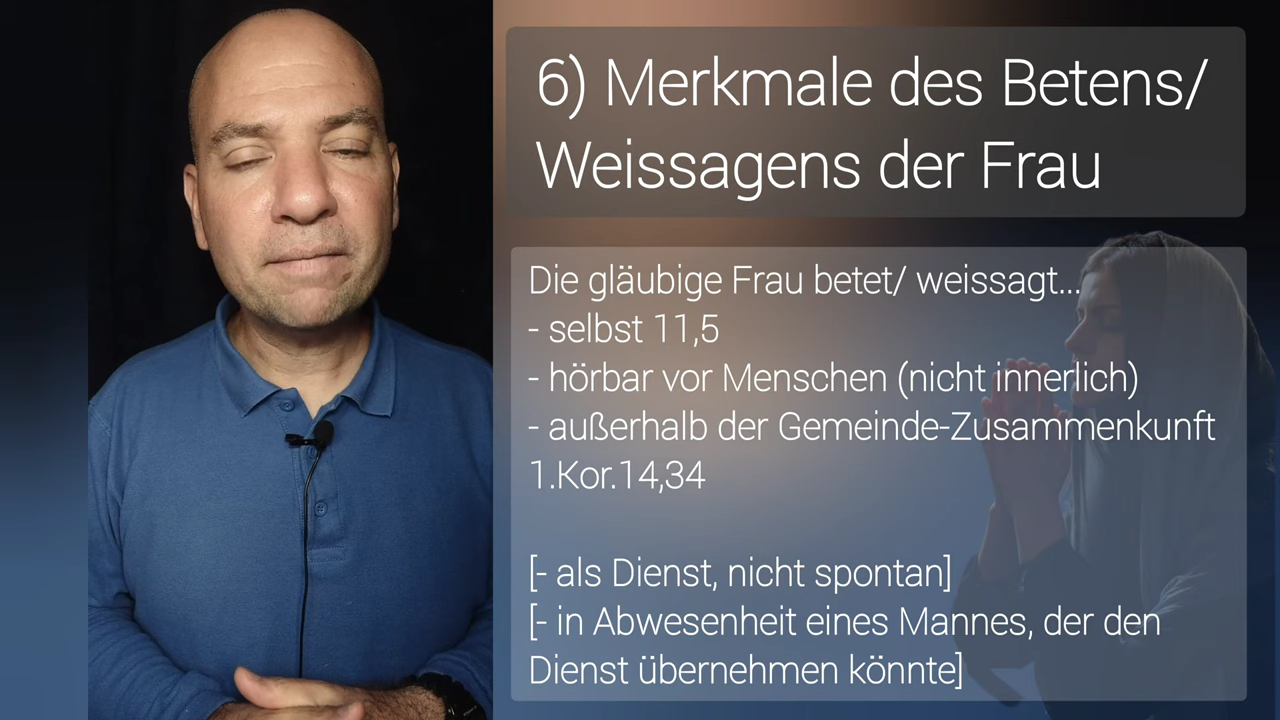 6) Merkmale des Betens/
Weissagens der Frau
Die gläubige Frau betet/ weissagt...
- selbst 11,5
- hörbar vor Menschen (nicht innerlich)
- außerhalb der Gemeinde-Zusammenkunft
1.Kor.14,34
[- als Dienst, nicht spontan]
[- in Abwesenheit eines Mannes, der den
Dienst übernehmen könnte]